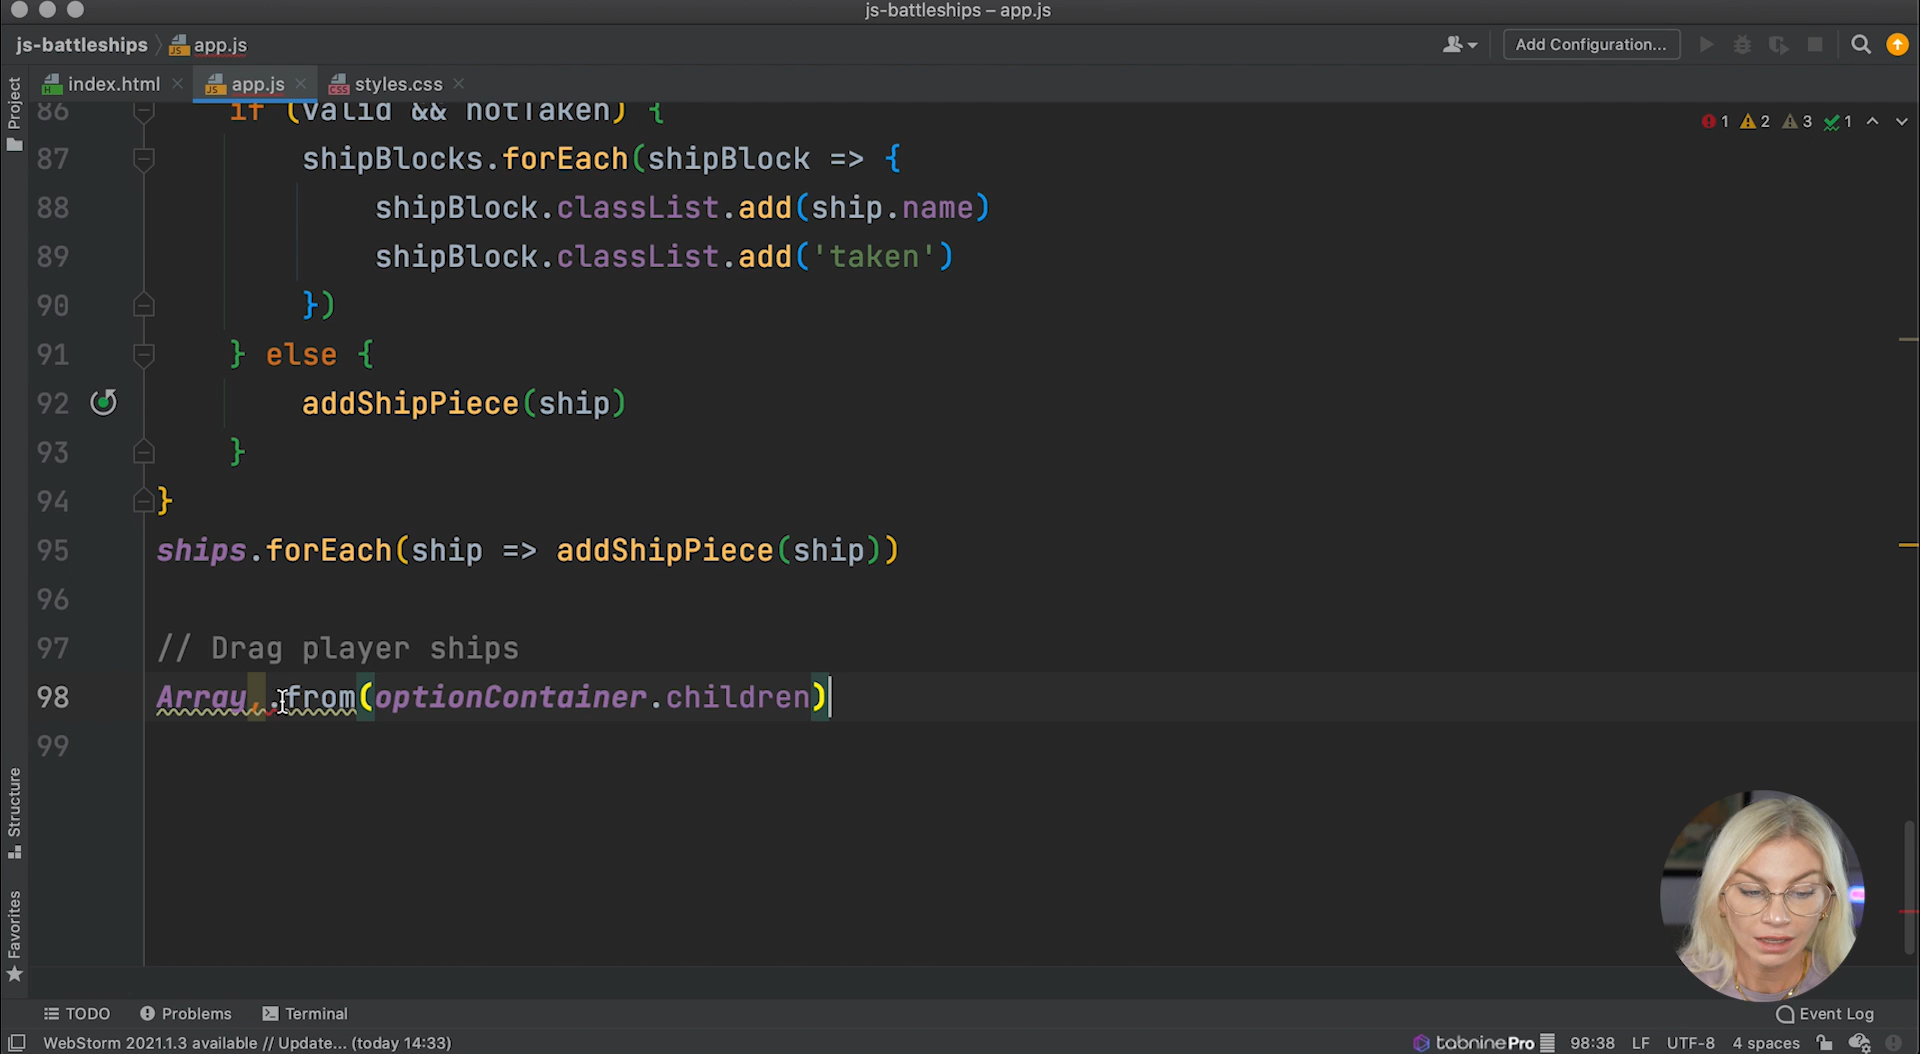 js-battleships – app.js
js-battleships 〉 app.js
Add Configuration...
index.html × app.js × styles.css ×
Project
86 if (valid && notTaken) {
1 2 3 1
87 shipBlocks.forEach(shipBlock => {
88 shipBlock.classList.add(ship.name)
89 shipBlock.classList.add('taken')
90 })
91 } else {
92 addShipPiece(ship)
93 }
94 }
95 ships.forEach(ship => addShipPiece(ship))
96
97 // Drag player ships
98 Array,.from(optionContainer.children)
99
Structure
Favorites
TODO Problems Terminal Event Log
WebStorm 2021.1.3 available // Update... (today 14:33) tabnine Pro 98:38 LF UTF-8 4 spaces